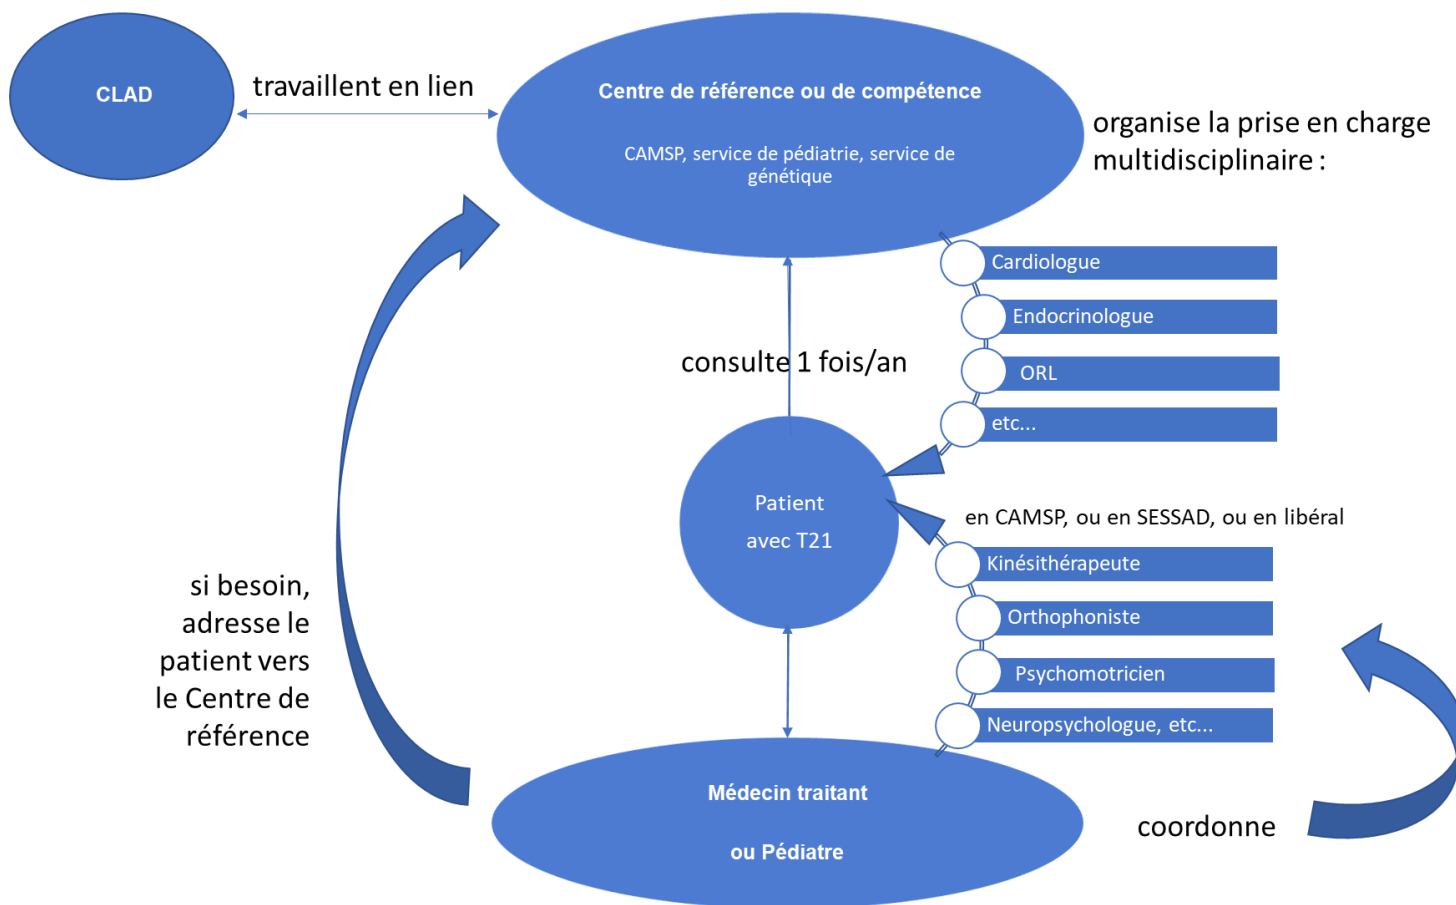 CLAD
travaillent en lien
Centre de référence ou de compétence
CAMSP, service de pédiatrie, service de
génétique
organise la prise en charge
multidisciplinaire :
Cardiologue
Endocrinologue
ORL
etc...
consulte 1 fois/an
Patient
avec T21
en CAMSP, ou en SESSAD, ou en libéral
Kinésithérapeute
Orthophoniste
Psychomotricien
Neuropsychologue, etc...
si besoin,
adresse le
patient vers
le Centre de
référence
Médecin traitant
ou Pédiatre
coordonne